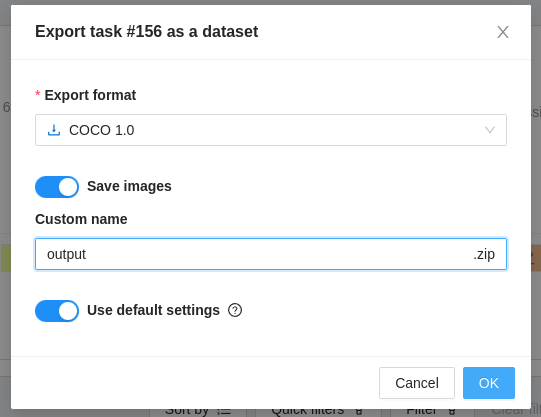 Export task #156 as a dataset
* Export format
COCO 1.0
Save images
Custom name
output .zip
Use default settings
Cancel OK
Sort by Quick filters Filter Clear